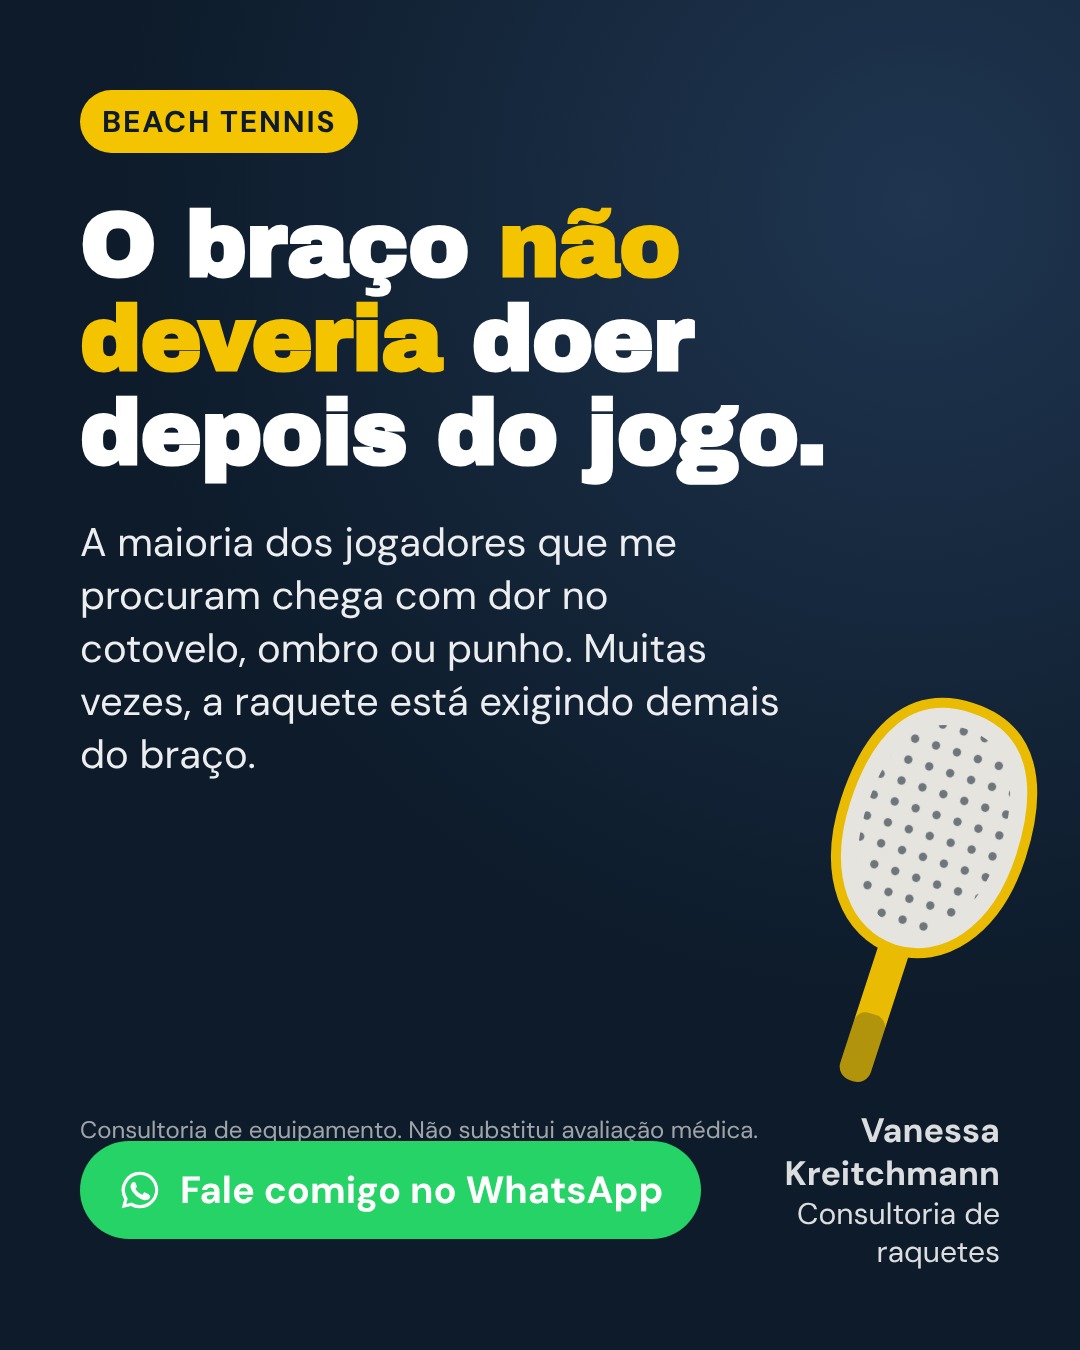 BEACH TENNIS
O braço não
deveria doer
depois do jogo.
A maioria dos jogadores que me
procuram chega com dor no
cotovelo, ombro ou punho. Muitas
vezes, a raquete está exigindo demais
do braço.
Consultoria de equipamento. Não substitui avaliação médica.
Fale comigo no WhatsApp
Vanessa
Kreitchmann
Consultoria de
raquetes